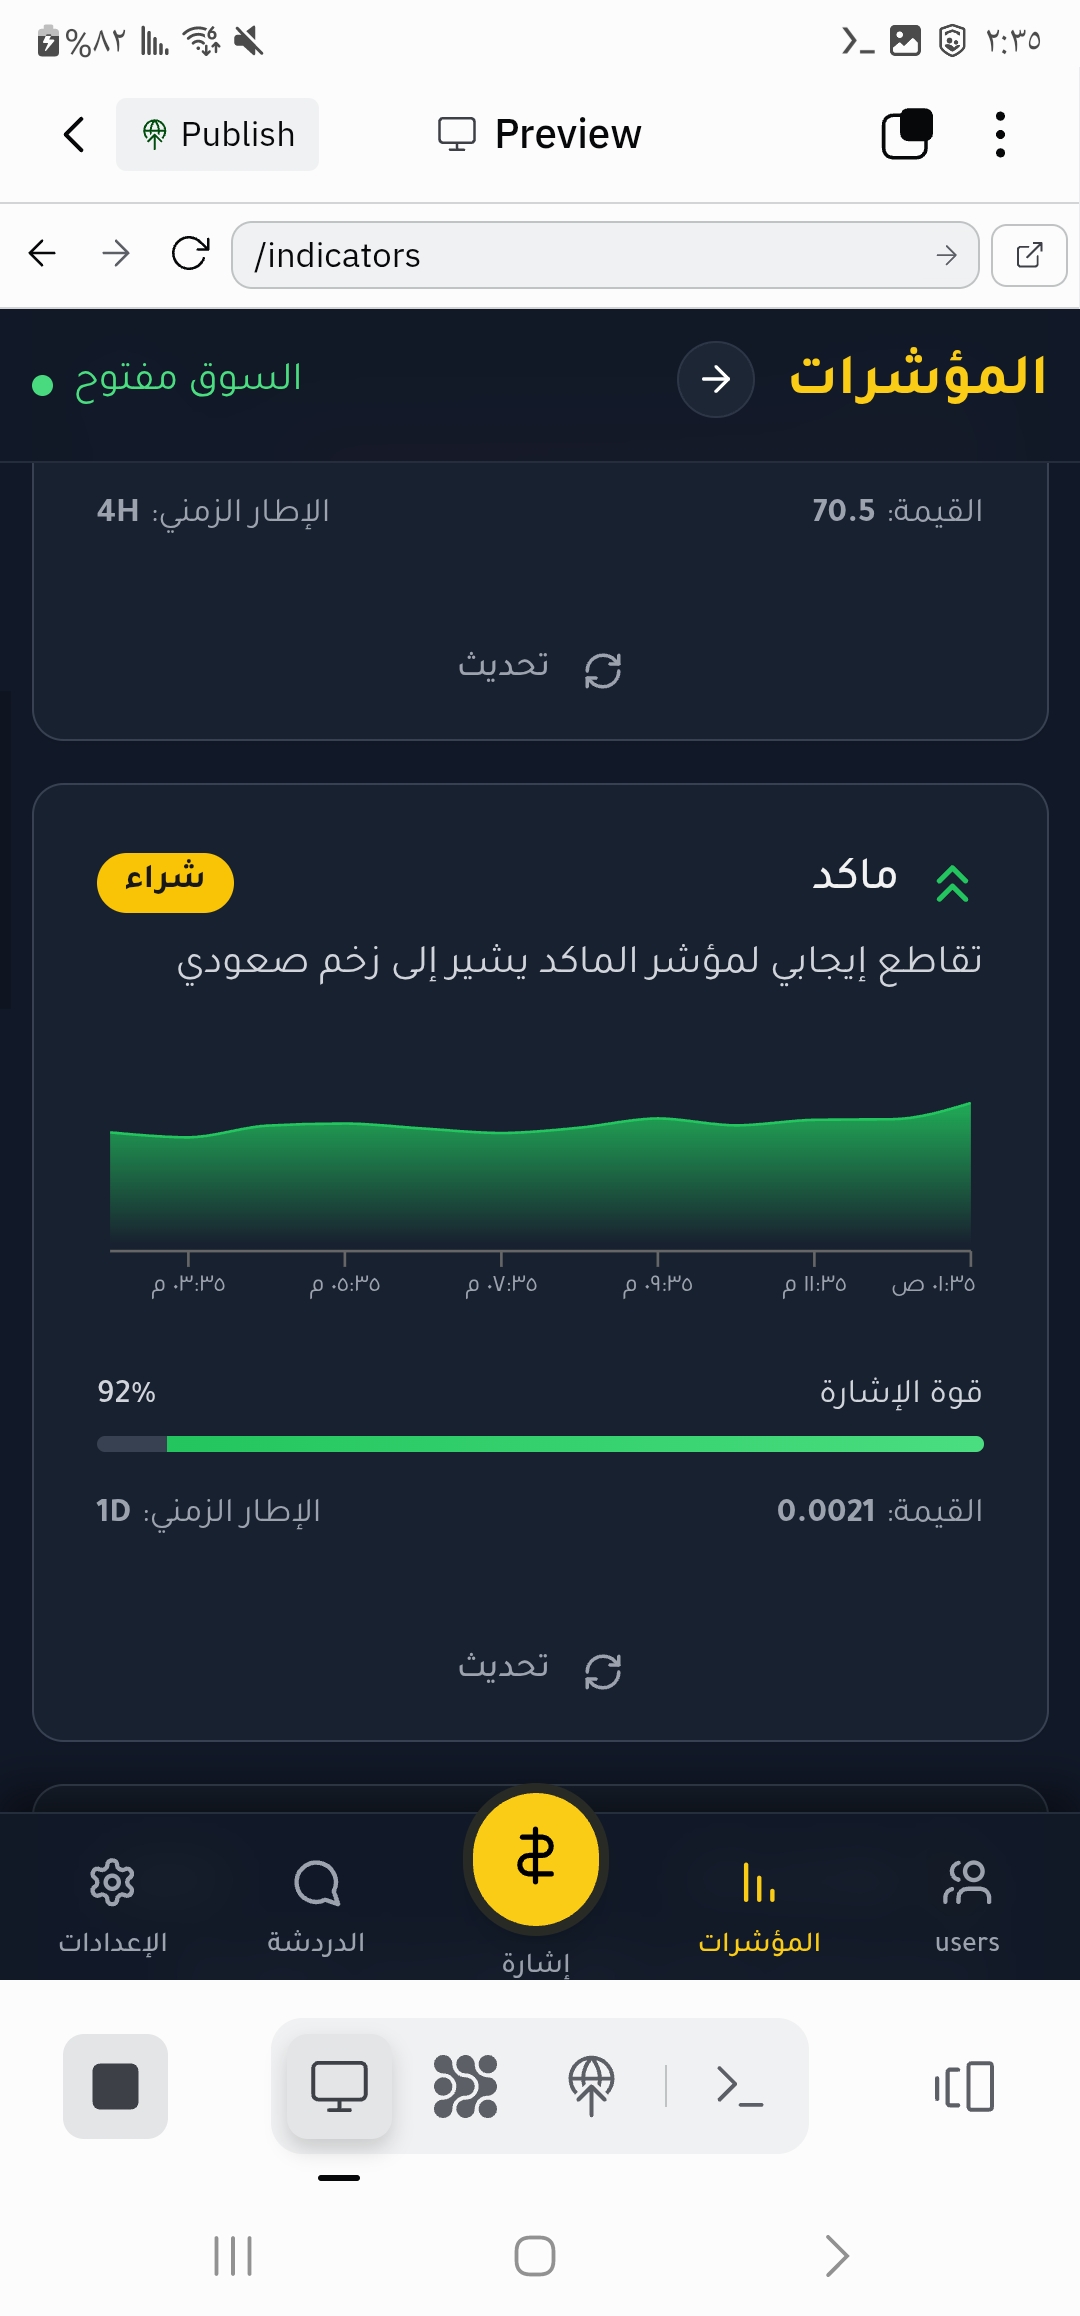 ٢:٣٥
%٨٢
Publish
Preview
/indicators
المؤشرات
السوق مفتوح
القيمة: 70.5
الإطار الزمني: 4H
تحديث
ماكد
شراء
تقاطع إيجابي لمؤشر الماكد يشير إلى زخم صعودي
٠٣:٣٥ م
٠٥:٣٥ م
٠٧:٣٥ م
٠٩:٣٥ م
١١:٣٥ م
٠١:٣٥ ص
قوة الإشارة
92%
القيمة: 0.0021
الإطار الزمني: 1D
تحديث
users
المؤشرات
إشارة
الدردشة
الإعدادات